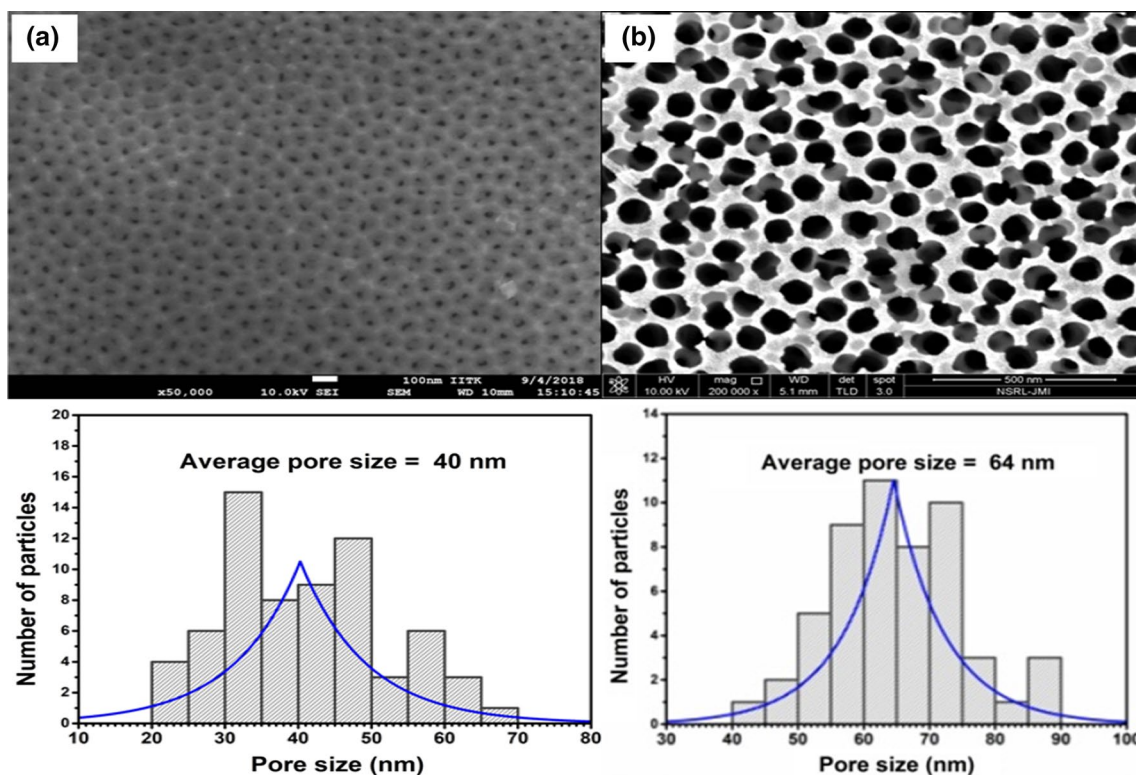 (a)
(b)
100nm IITK 9/4/2018
x50,000 10.0kV SEI SEM WD 10mm 15:10:45
HV mag WD det spot 500 nm
10.00 kV 200 000 x 5.1 mm TLD 3.0 NSRL-JMI
20
18
16
14
12
10
8
6
4
2
0
Number of particles
Average pore size = 40 nm
10 20 30 40 50 60 70 80
Pore size (nm)
14
12
10
8
6
4
2
0
Number of particles
Average pore size = 64 nm
30 40 50 60 70 80 90 100
Pore size (nm)